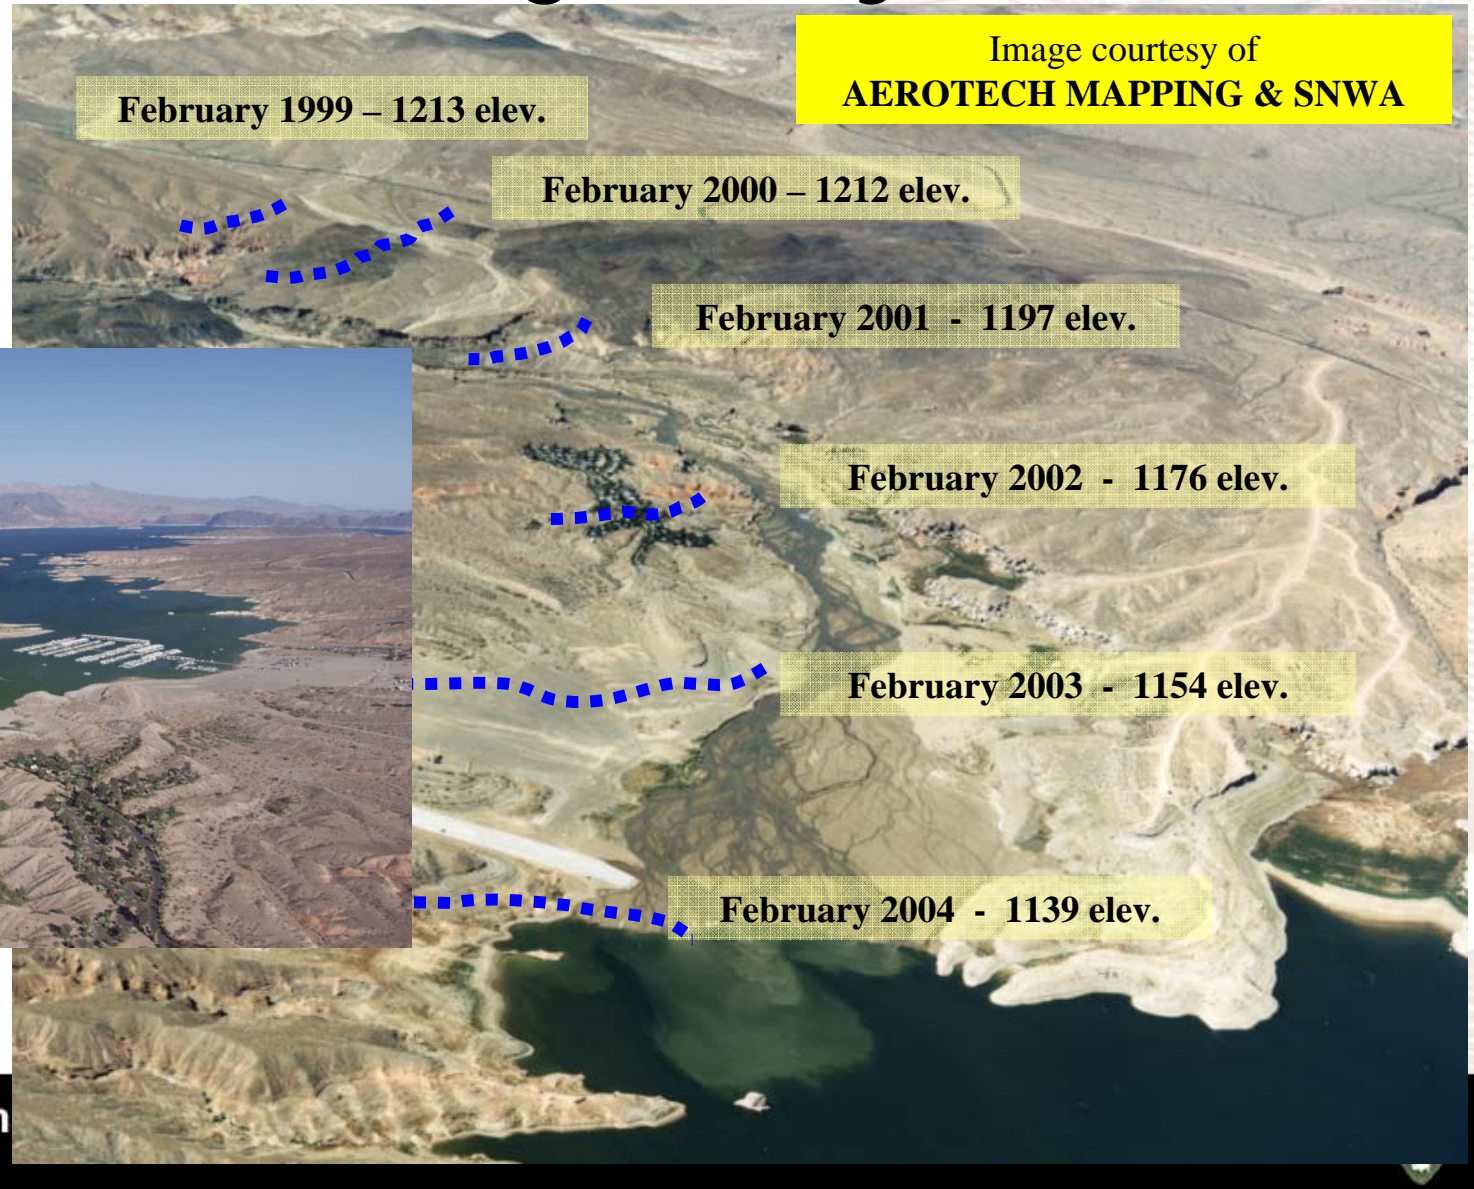 Image courtesy of
AEROTECH MAPPING & SNWA
February 1999 – 1213 elev.
February 2000 – 1212 elev.
February 2001 - 1197 elev.
February 2002 - 1176 elev.
February 2003 - 1154 elev.
February 2004 - 1139 elev.